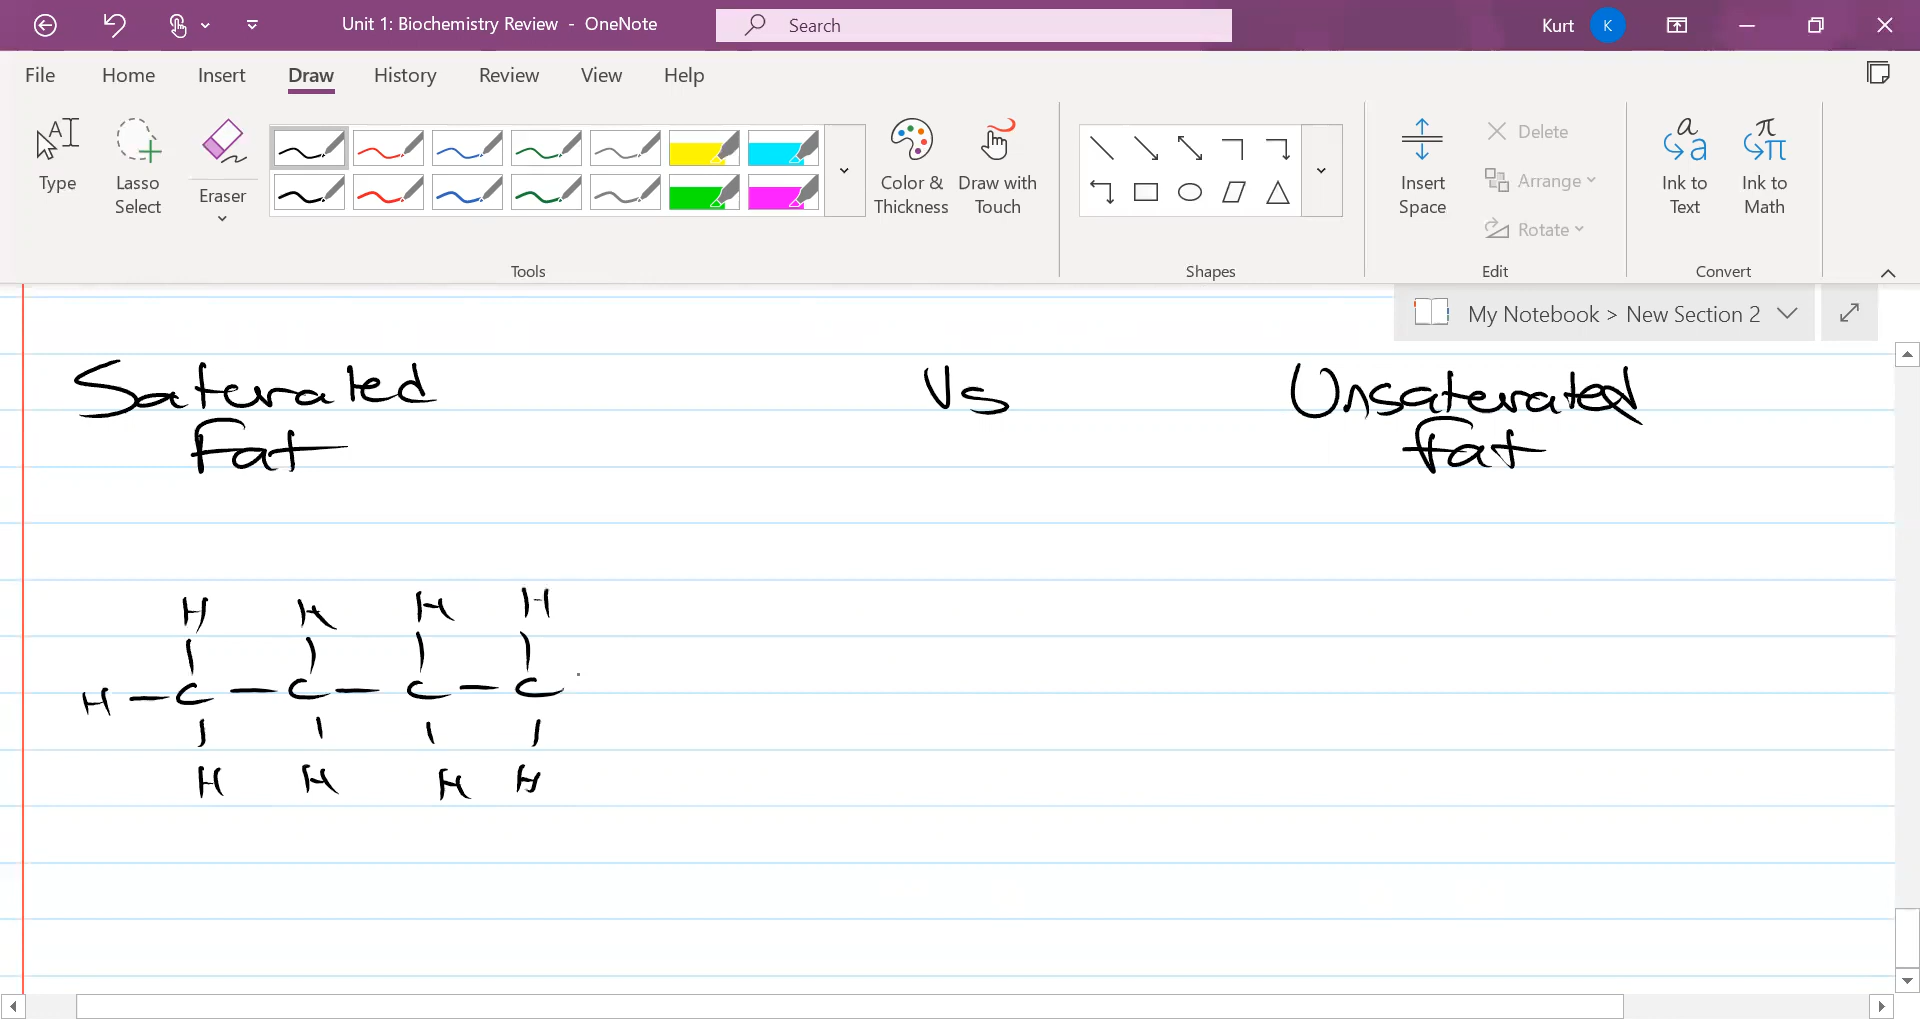 Unit 1: Biochemistry Review - OneNote
Search
Kurt K
File Home Insert Draw History Review View Help
Type
Lasso Select
Eraser
Color & Thickness
Draw with Touch
Insert Space
Delete
Arrange
Rotate
a a
Ink to Text
π π
Ink to Math
Tools Shapes Edit Convert
My Notebook > New Section 2
Saterated Vs Unsaterated
Fat fat
H H H H
H - C - C - C - C
H H H H